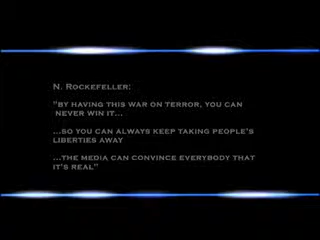 N. ROCKEFELLER:
"BY HAVING THIS WAR ON TERROR, YOU CAN
NEVER WIN IT...
...SO YOU CAN ALWAYS KEEP TAKING PEOPLE'S
LIBERTIES AWAY
...THE MEDIA CAN CONVINCE EVERYBODY THAT
IT'S REAL"